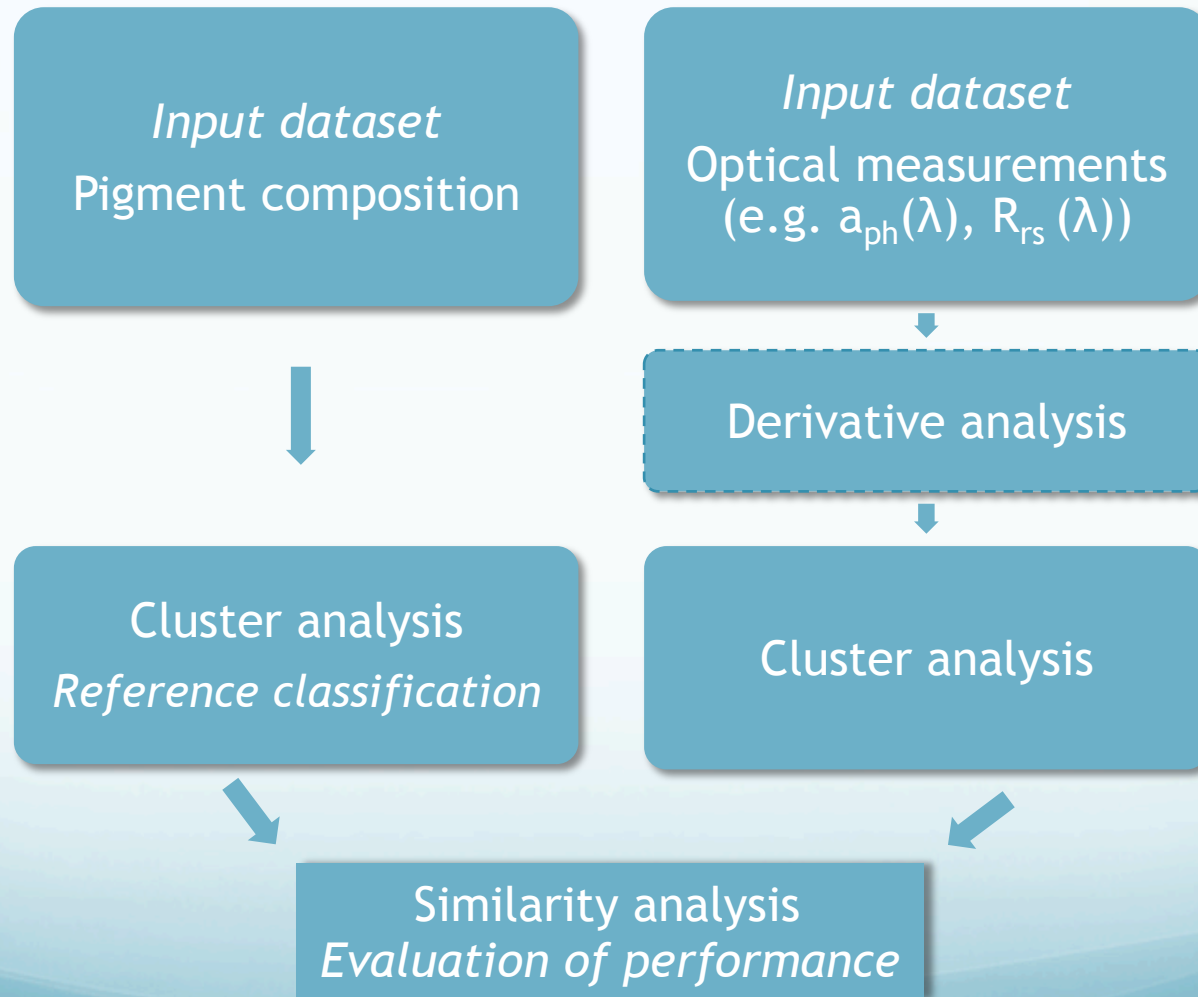 Input dataset
Pigment composition
Input dataset
Optical measurements
(e.g. aph(λ), Rrs (λ))
Derivative analysis
Cluster analysis
Reference classification
Cluster analysis
Similarity analysis
Evaluation of performance